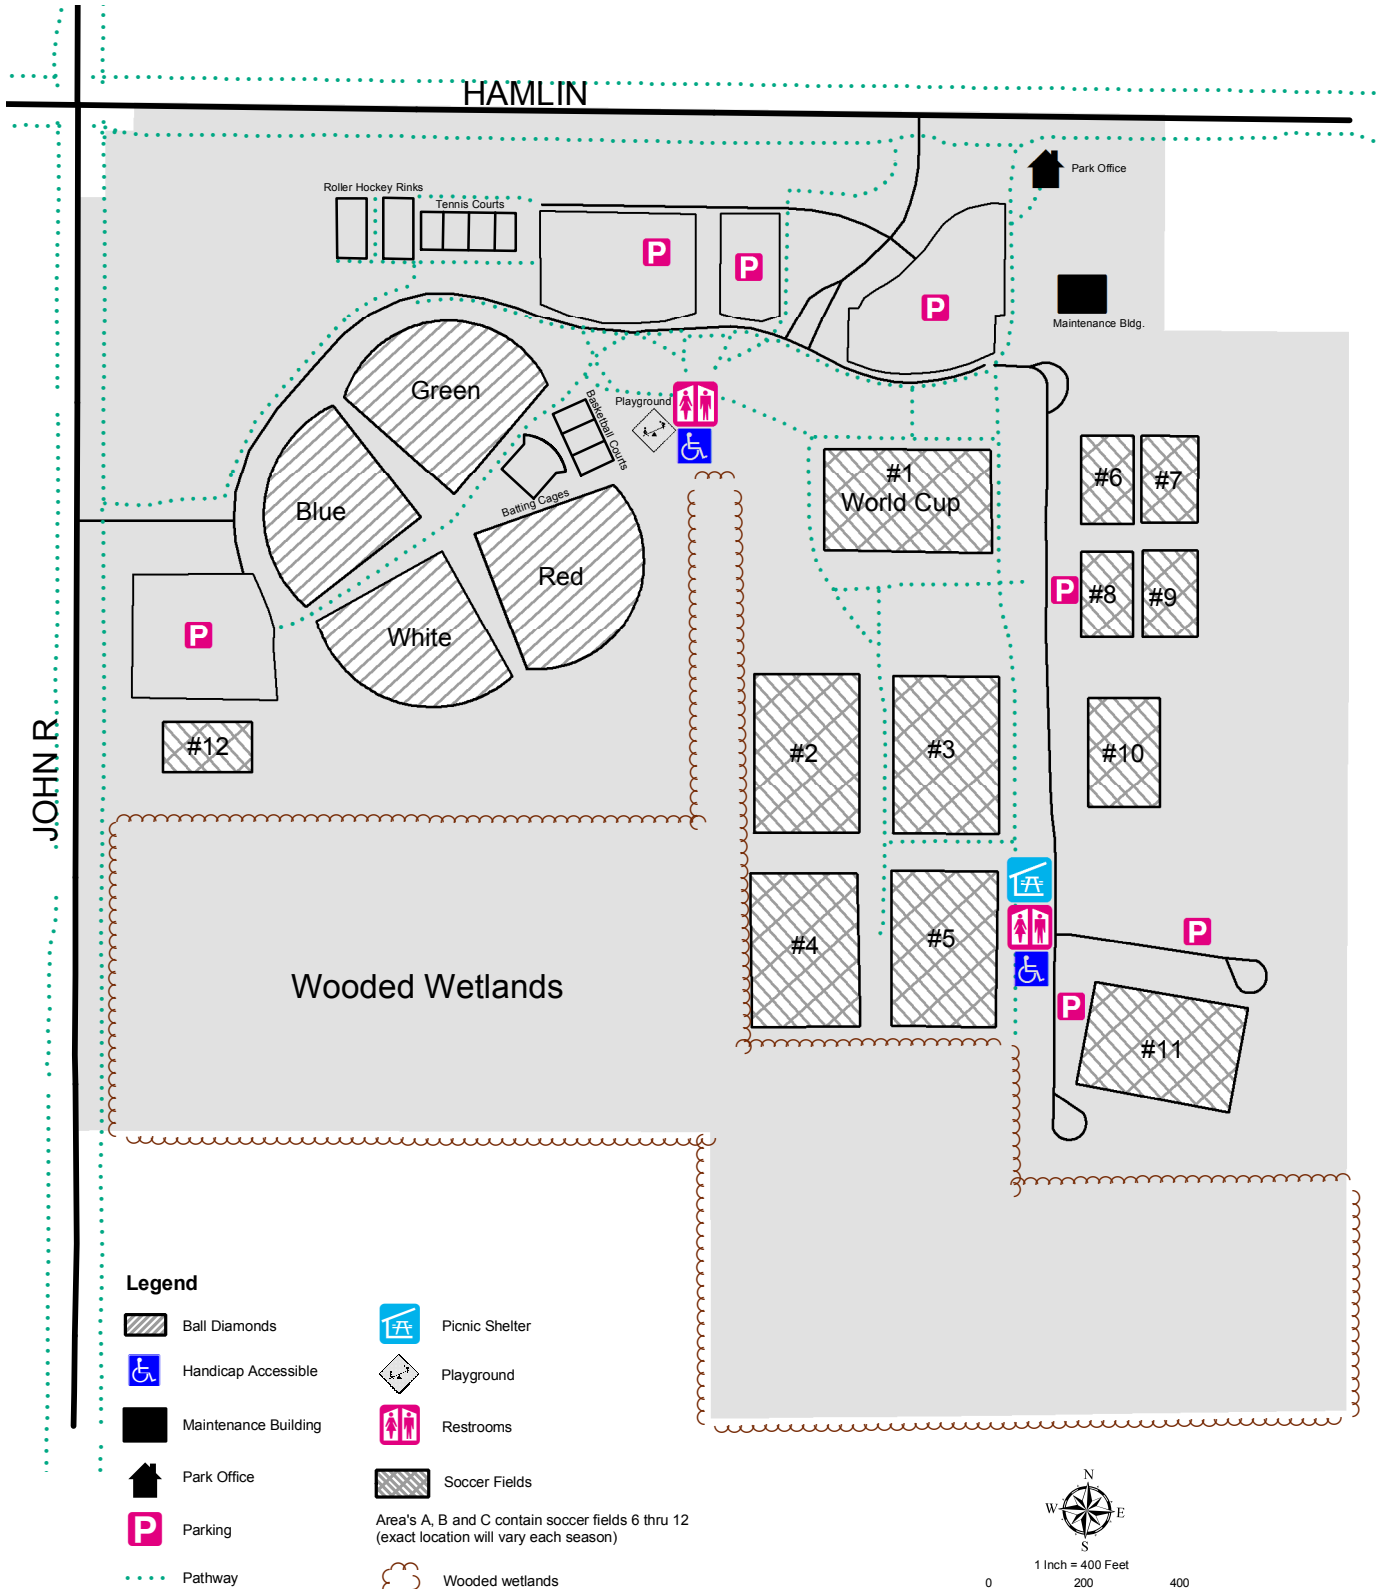 HAMLIN
Park Office
Roller Hockey Rinks
Tennis Courts
P
P
P
Maintenance Bldg.
Green
Basketball Courts
Playground
#1
World Cup
#6
#7
Blue
Batting Cages
Red
P
#8
#9
White
P
JOHN R
#12
#2
#3
#10
#4
#5
P
Wooded Wetlands
P
#11
Legend
Ball Diamonds
Picnic Shelter
Handicap Accessible
Playground
Maintenance Building
Restrooms
Park Office
Soccer Fields
P
Parking
Area's A, B and C contain soccer fields 6 thru 12
(exact location will vary each season)
Pathway
Wooded wetlands
N
W
E
S
1 Inch = 400 Feet
0 200 400